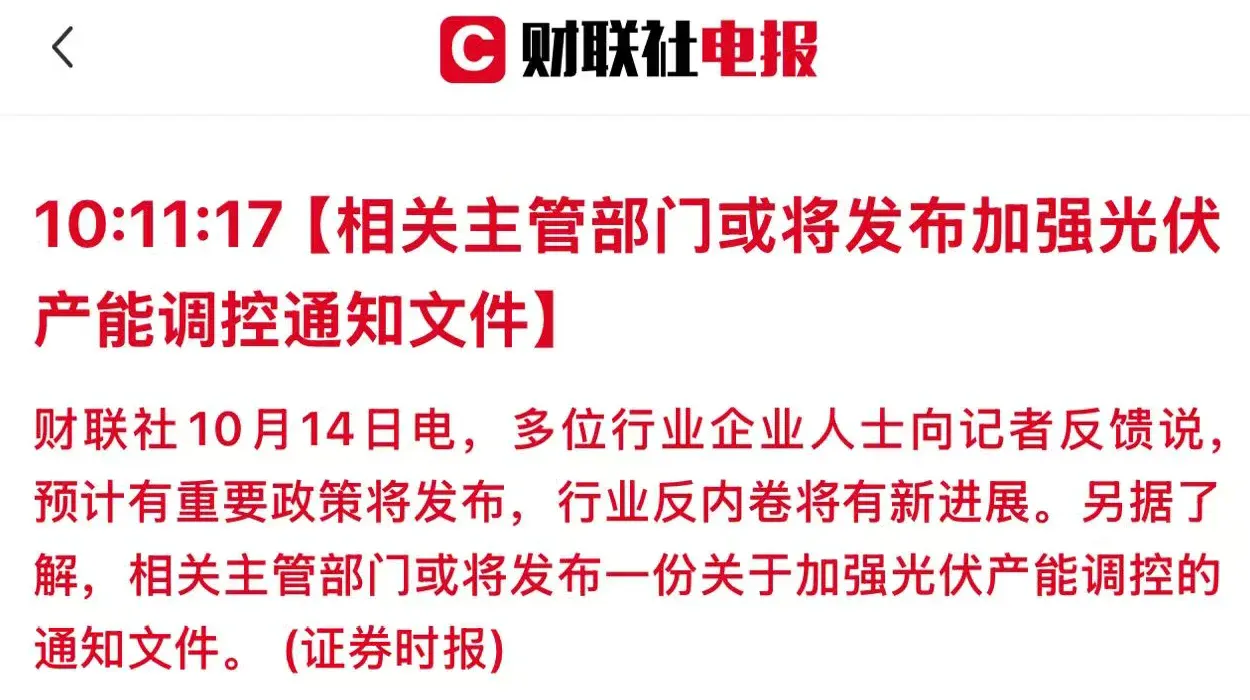 财联社电报
10:11:17【相关主管部门或将发布加强光伏
产能调控通知文件】
财联社10月14日电，多位行业企业人士向记者反馈说，
预计有重要政策将发布，行业反内卷将有新进展。另据了
解，相关主管部门或将发布一份关于加强光伏产能调控的
通知文件。 (证券时报)